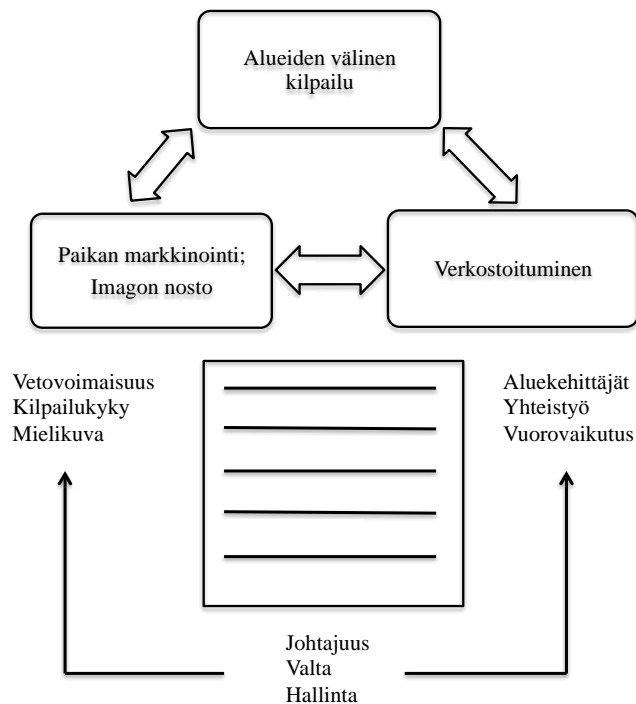 Alueiden välinen
kilpailu
Paikan markkinointi;
Imagon nosto
Verkostoituminen
Vetovoimaisuus
Kilpailukyky
Mielikuva
Aluekehittäjät
Yhteistyö
Vuorovaikutus
Johtajuus
Valta
Hallinta